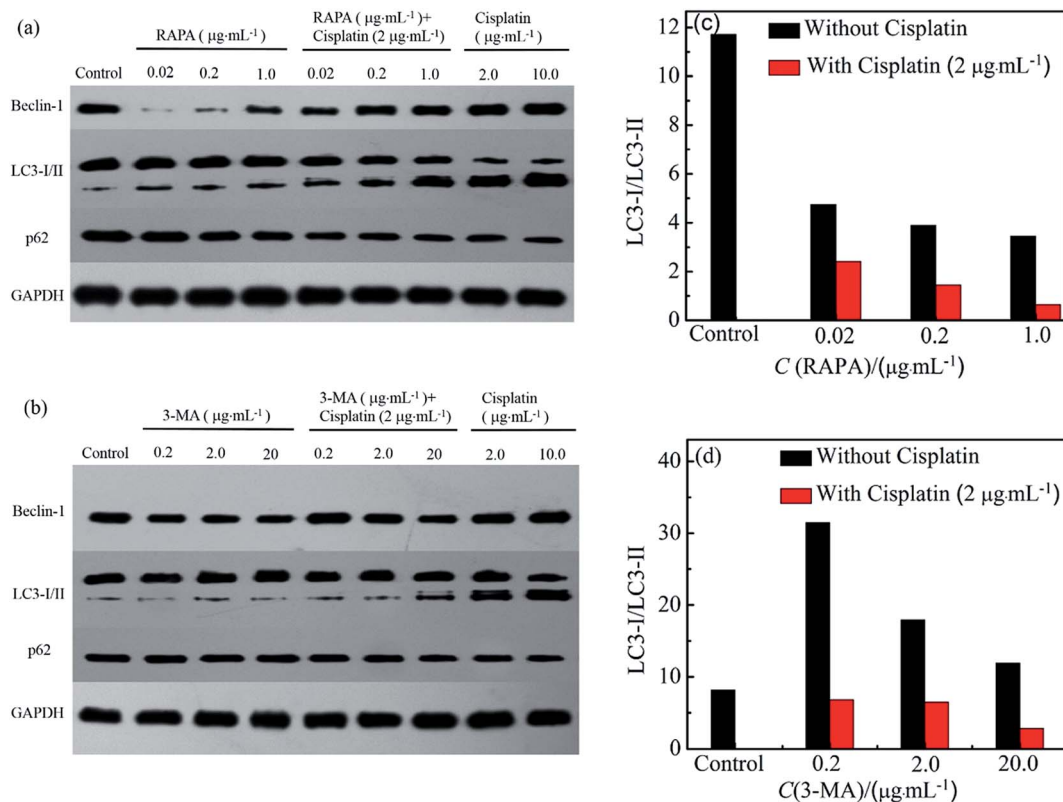 (a)
RAPA ( µg·mL⁻¹)
RAPA ( µg·mL⁻¹)+
Cisplatin (2 µg·mL⁻¹)
Cisplatin
(µg·mL⁻¹)
Control 0.02 0.2 1.0 0.02 0.2 1.0 2.0 10.0
Beclin-1
LC3-I/II
p62
GAPDH
(c)
Without Cisplatin
With Cisplatin (2 µg·mL⁻¹)
LC3-I/LC3-II
12
10
8
6
4
2
0
Control 0.02 0.2 1.0
C (RAPA)/(µg·mL⁻¹)
(b)
3-MA ( µg·mL⁻¹)
3-MA ( µg·mL⁻¹)+
Cisplatin (2 µg·mL⁻¹)
Cisplatin
(µg·mL⁻¹)
Control 0.2 2.0 20 0.2 2.0 20 2.0 10.0
Beclin-1
LC3-I/II
p62
GAPDH
(d)
Without Cisplatin
With Cisplatin (2 µg·mL⁻¹)
LC3-I/LC3-II
40
30
20
10
0
Control 0.2 2.0 20.0
C(3-MA)/(µg·mL⁻¹)